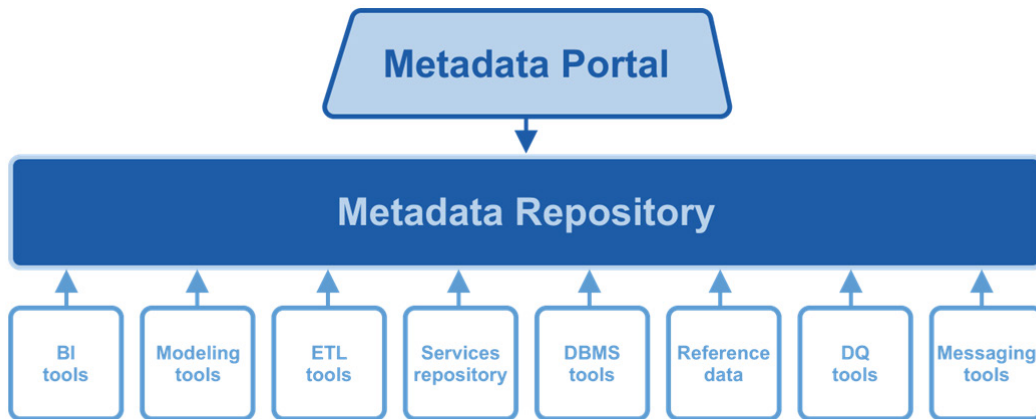 Metadata Portal
Metadata Repository
BI
tools
Modeling
tools
ETL
tools
Services
repository
DBMS
tools
Reference
data
DQ
tools
Messaging
tools